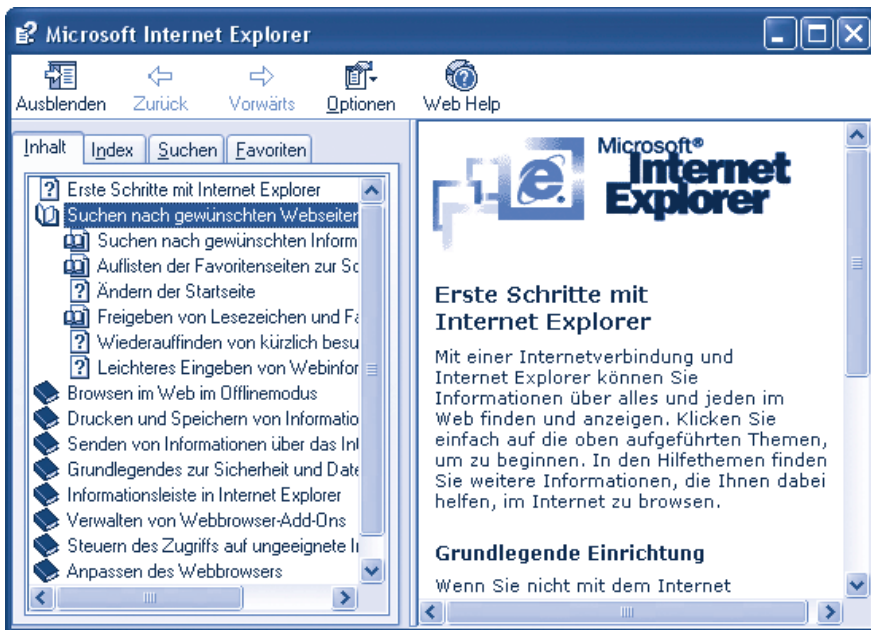 Microsoft Internet Explorer
Ausblenden Zurück Vorwärts Optionen Web Help
Inhalt Index Suchen Favoriten
Erste Schritte mit Internet Explorer
Suchen nach gewünschten Webseiten
Suchen nach gewünschten Inform
Auflisten der Favoritenseiten zur Sc
Ändern der Startseite
Freigeben von Lesezeichen und Fa
Wiederauffinden von kürzlich besu
Leichteres Eingeben von Webinfor
Browsen im Web im Offlinemodus
Drucken und Speichern von Informatio
Senden von Informationen über das Int
Grundlegendes zur Sicherheit und Date
Informationsleiste in Internet Explorer
Verwalten von Webbrowser-Add-Ons
Steuern des Zugriffs auf ungeeignete I
Anpassen des Webbrowsers
Microsoft®
Internet
Explorer
Erste Schritte mit
Internet Explorer
Mit einer Internetverbindung und
Internet Explorer können Sie
Informationen über alles und jeden im
Web finden und anzeigen. Klicken Sie
einfach auf die oben aufgeführten Themen,
um zu beginnen. In den Hilfethemen finden
Sie weitere Informationen, die Ihnen dabei
helfen, im Internet zu browsen.
Grundlegende Einrichtung
Wenn Sie nicht mit dem Internet